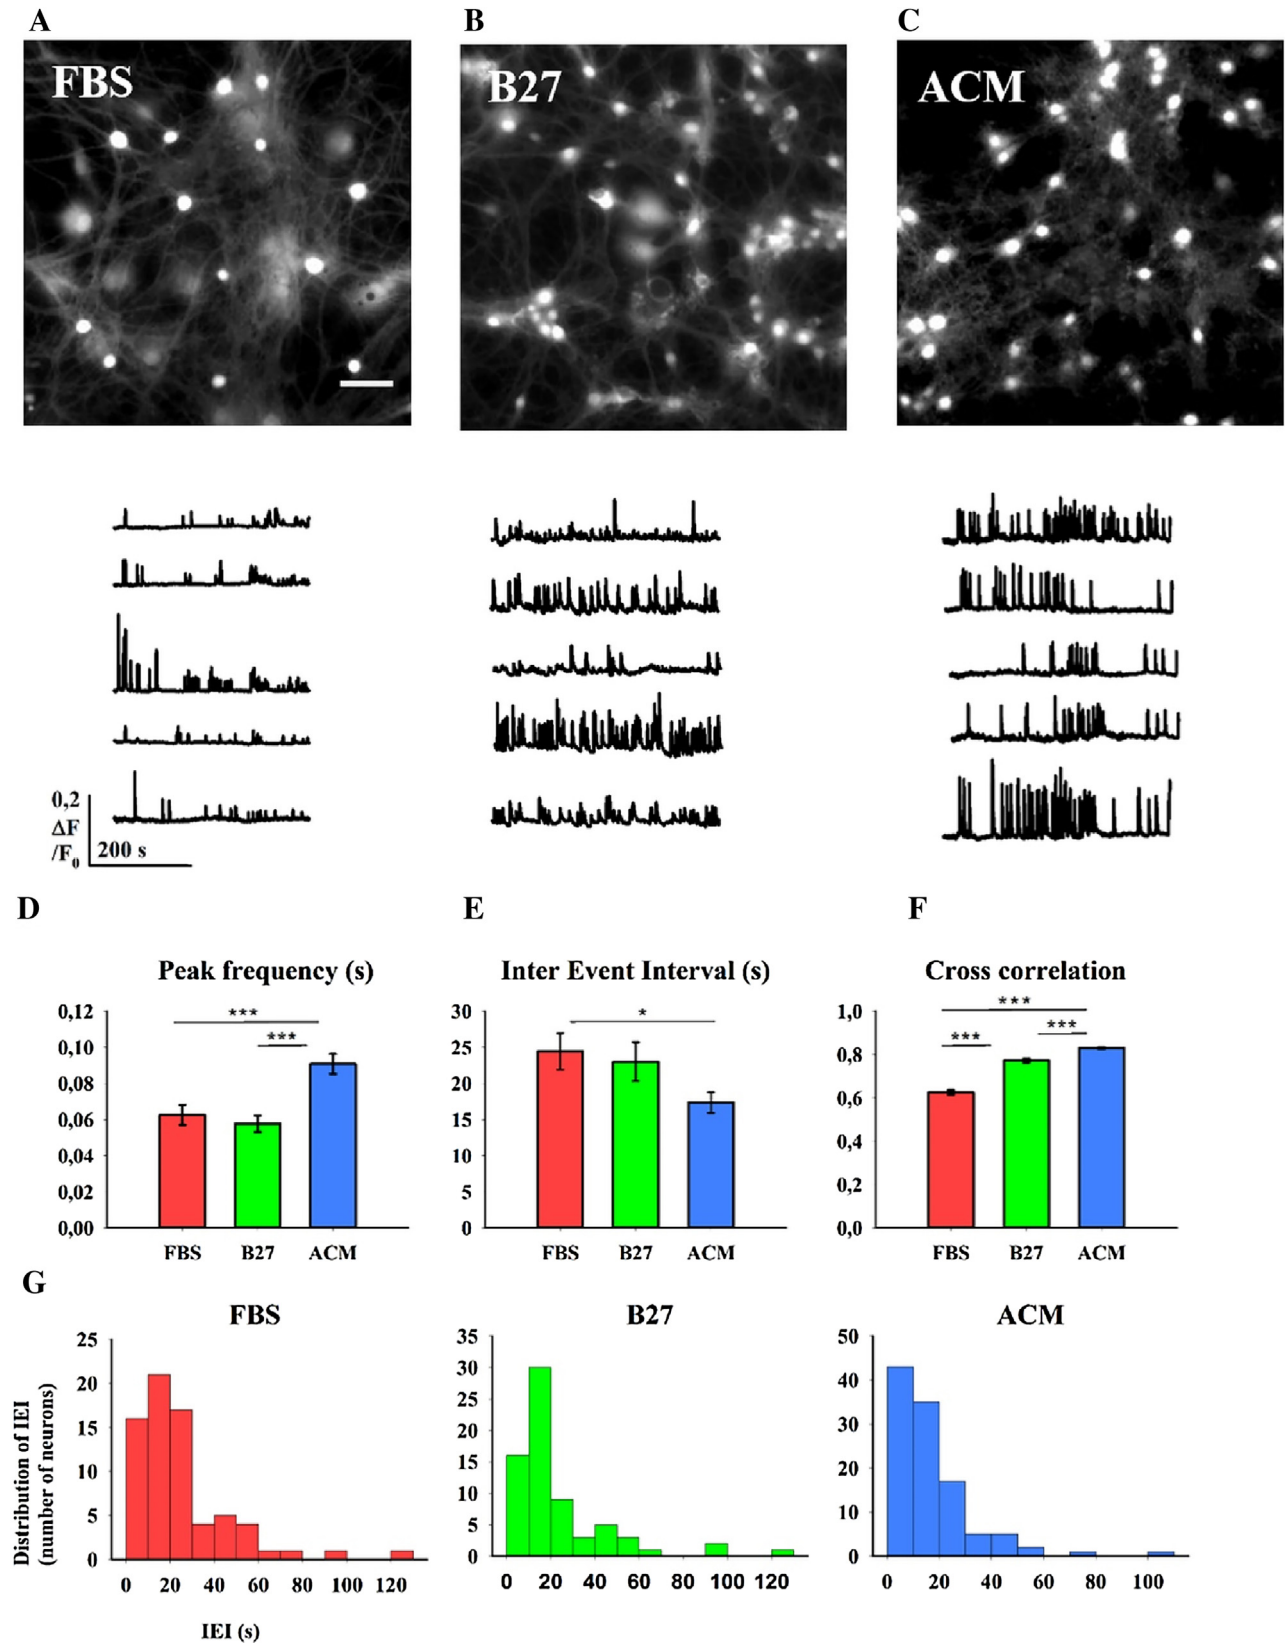 A B C
FBS B27 ACM
0,2
ΔF
/F0
200 s
D E F
Peak frequency (s) Inter Event Interval (s) Cross correlation
0,12
0,10
0,08
0,06
0,04
0,02
0,00
***
***
FBS B27 ACM
30
25
20
15
10
5
0
*
FBS B27 ACM
1,0
0,8
0,6
0,4
0,2
0,0
***
***
***
FBS B27 ACM
G
FBS B27 ACM
Distribution of IEI
(number of neurons)
25
20
15
10
5
0
0 20 40 60 80 100 120
IEI (s)
35
30
25
20
15
10
5
0
0 20 40 60 80 100 120
50
40
30
20
10
0
0 20 40 60 80 100